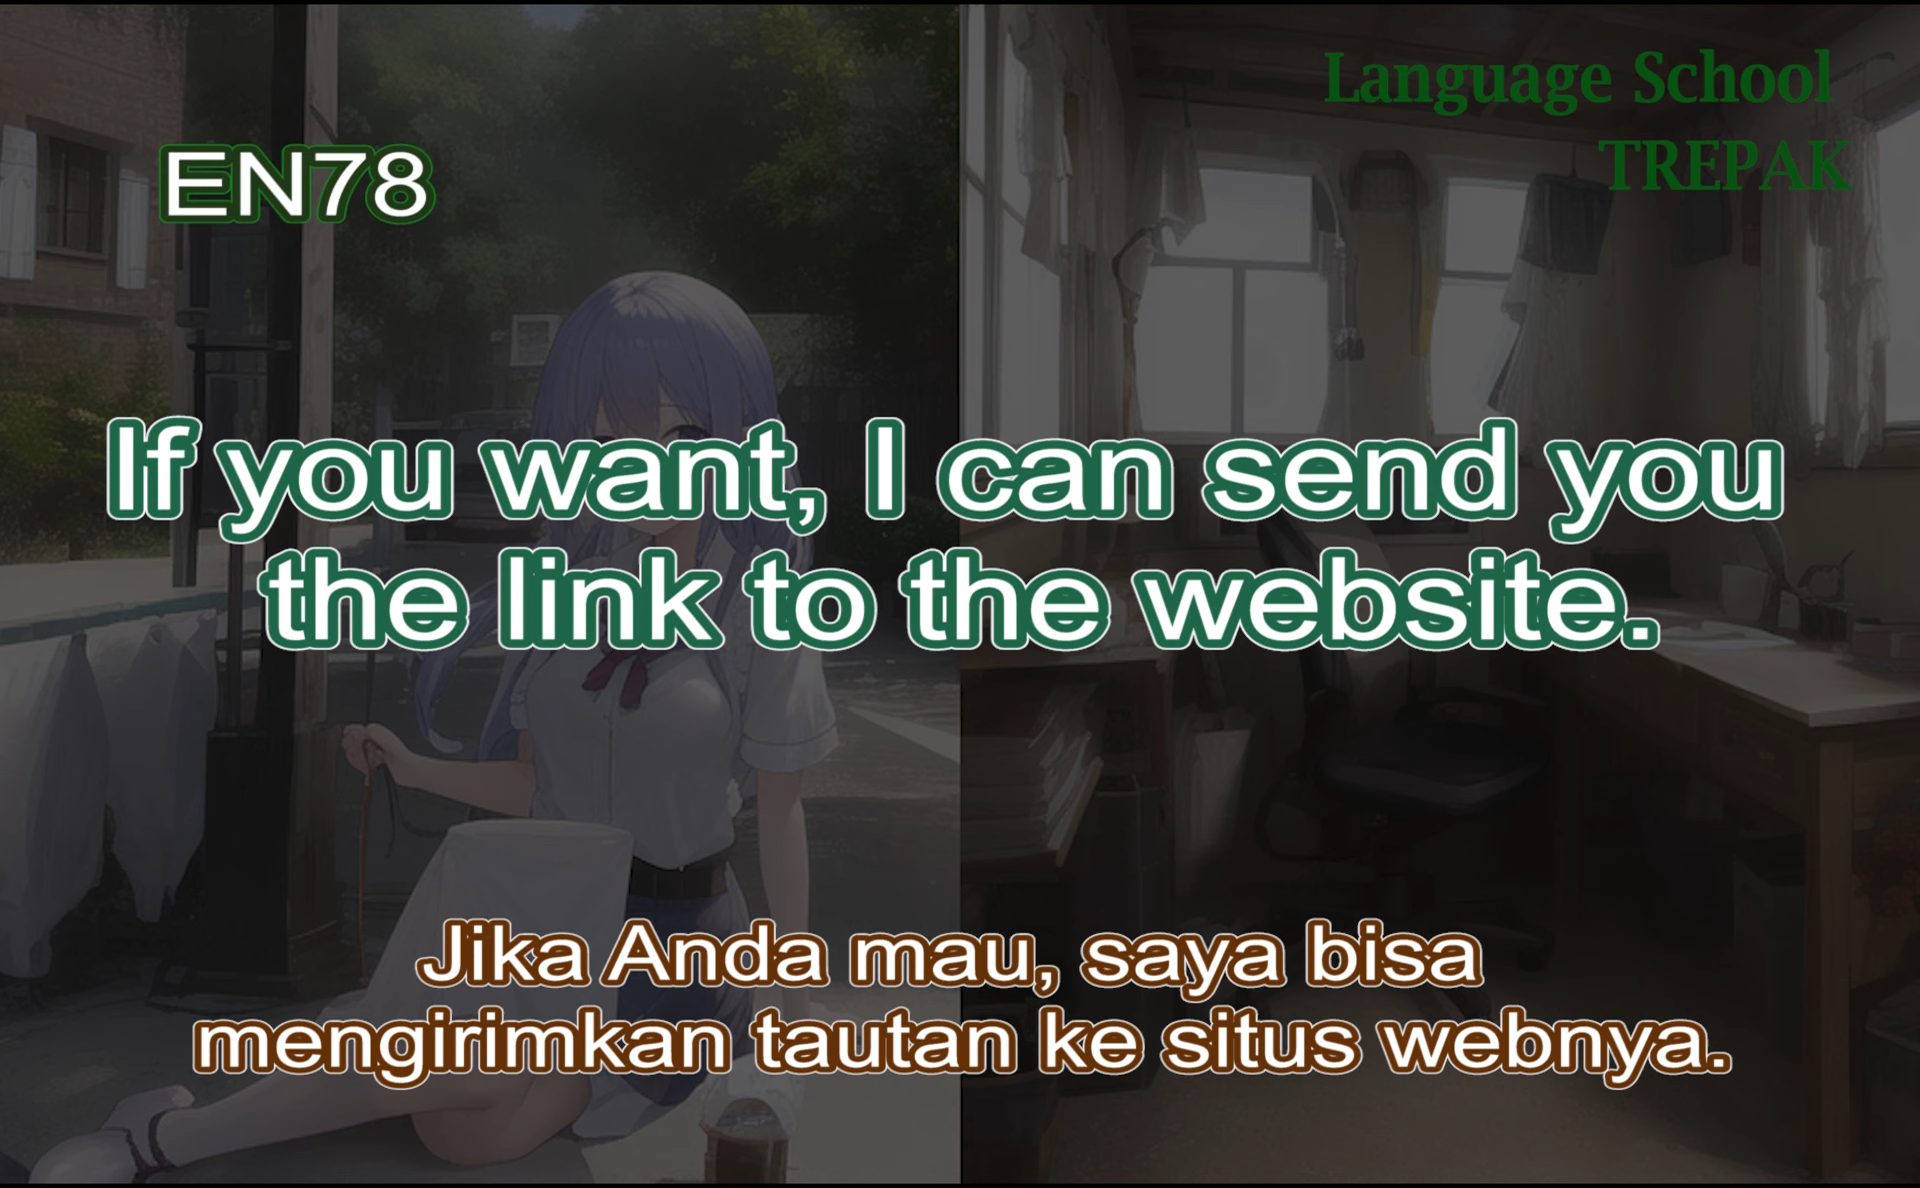 Language School
TREPAK
EN78
If you want, I can send you
the link to the website.
Jika Anda mau, saya bisa
mengirimkan tautan ke situs webnya.